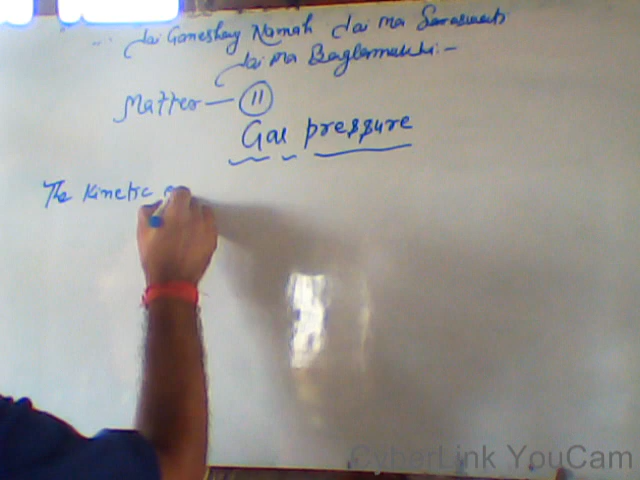 Jai Ganeshay Namah Jai Ma Saraswati
Jai Ma Baglamukhi -
Matter - 11
Gas pressure
The Kinetic
CyberLink YouCam